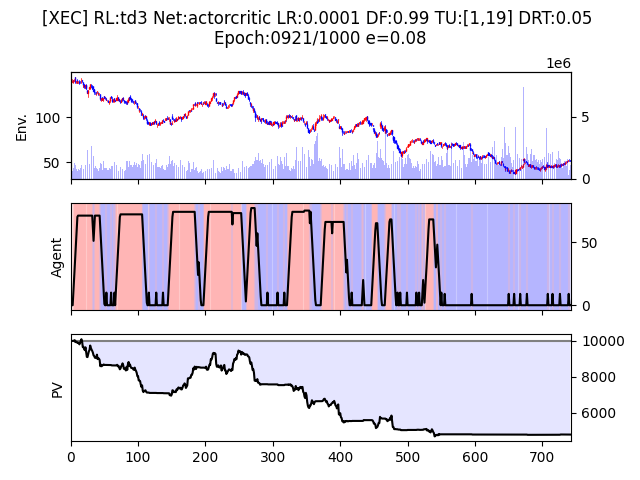 [XEC] RL:td3 Net:actorcritic LR:0.0001 DF:0.99 TU:[1,19] DRT:0.05
Epoch:0921/1000 e=0.08
1e6
Env.
100
50
5
0
Agent
50
0
PV
10000
8000
6000
0 100 200 300 400 500 600 700